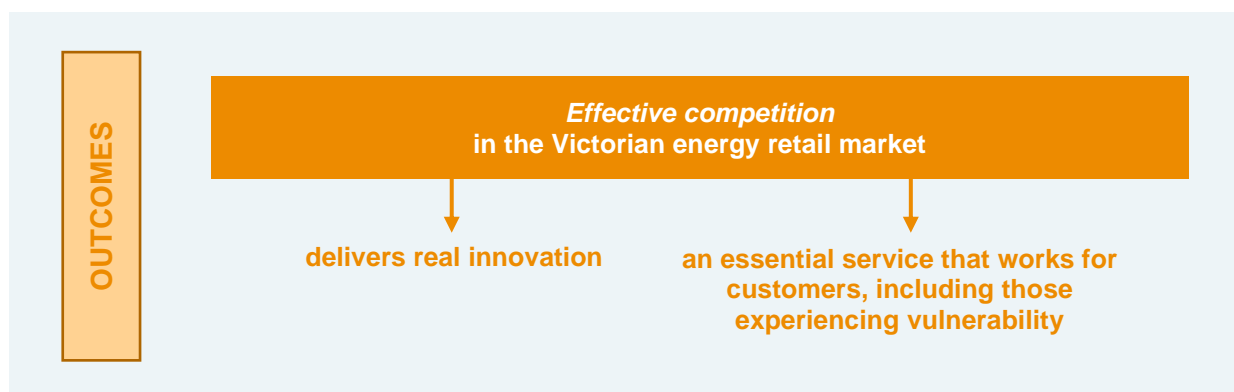 OUTCOMES
Effective competition
in the Victorian energy retail market
delivers real innovation
an essential service that works for
customers, including those
experiencing vulnerability